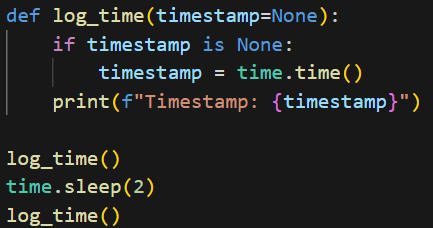 def log_time(timestamp=None):
    if timestamp is None:
        timestamp = time.time()
    print(f"Timestamp: {timestamp}")

log_time()
time.sleep(2)
log_time()